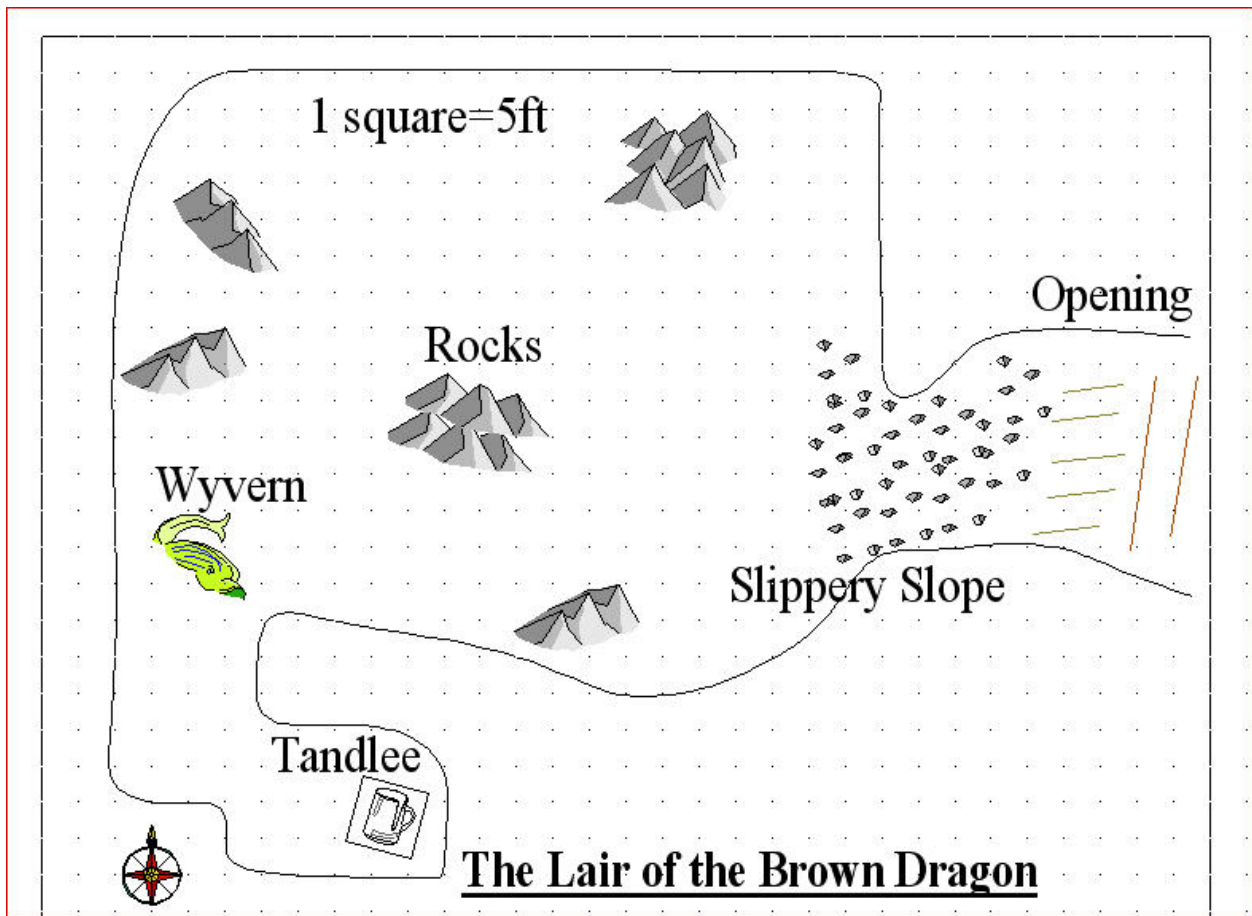 1 square=5ft
Opening
Rocks
Wyvern
Slippery Slope
Tandlee
The Lair of the Brown Dragon